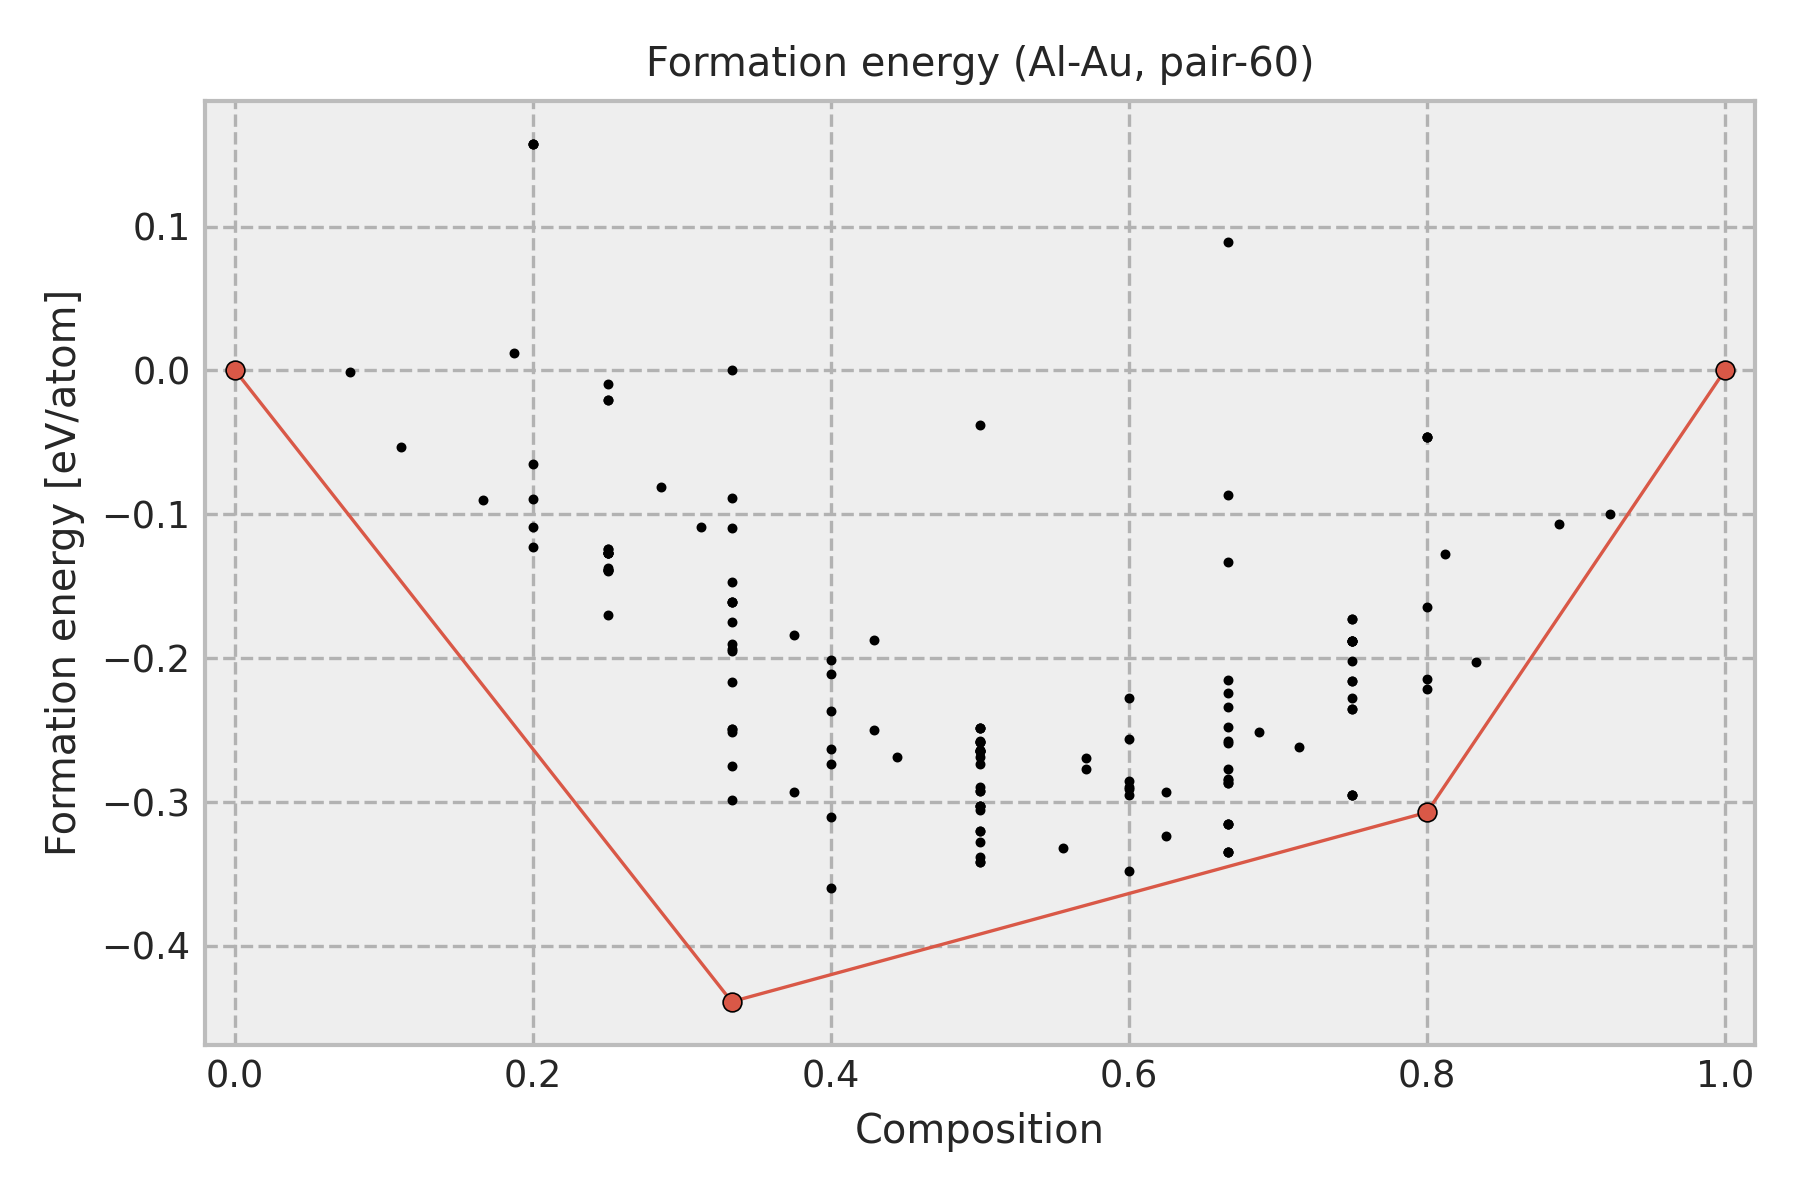 Formation energy (Al-Au, pair-60)
Formation energy [eV/atom]
0.1
0.0
−0.1
−0.2
−0.3
−0.4
0.0 0.2 0.4 0.6 0.8 1.0
Composition